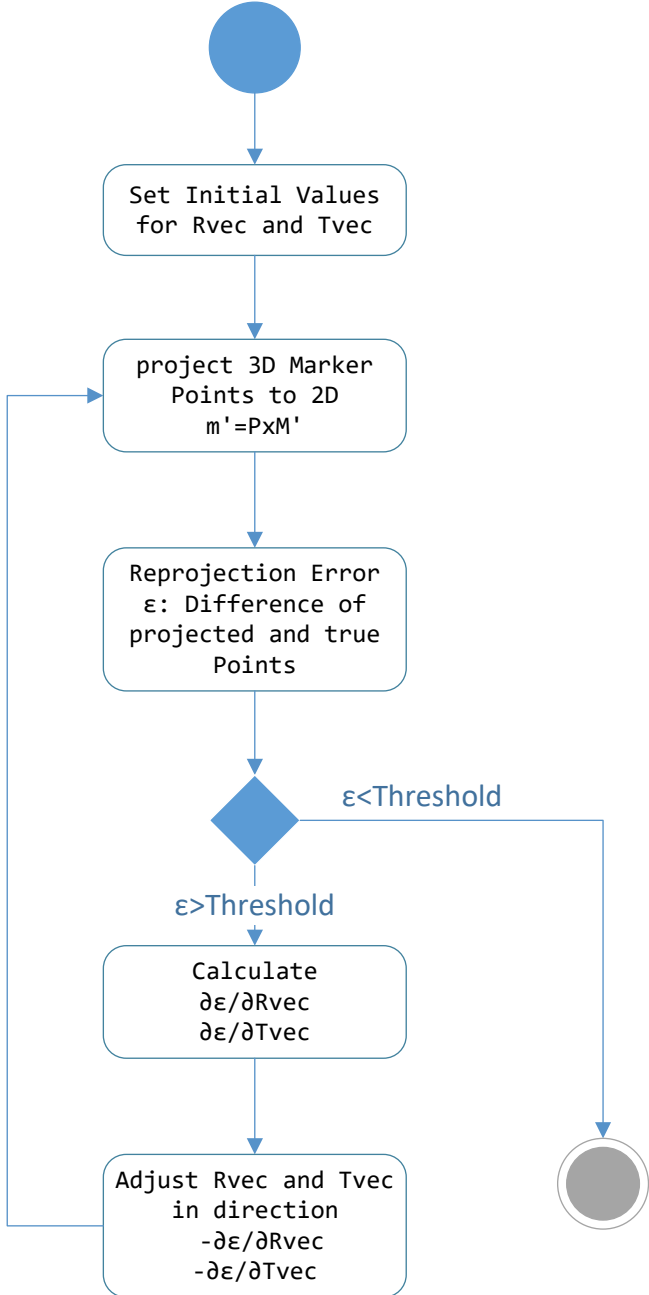 Set Initial Values
for Rvec and Tvec
project 3D Marker
Points to 2D
m'=PxM'
Reprojection Error
ε: Difference of
projected and true
Points
ε<Threshold
ε>Threshold
Calculate
∂ε/∂Rvec
∂ε/∂Tvec
Adjust Rvec and Tvec
in direction
-∂ε/∂Rvec
-∂ε/∂Tvec